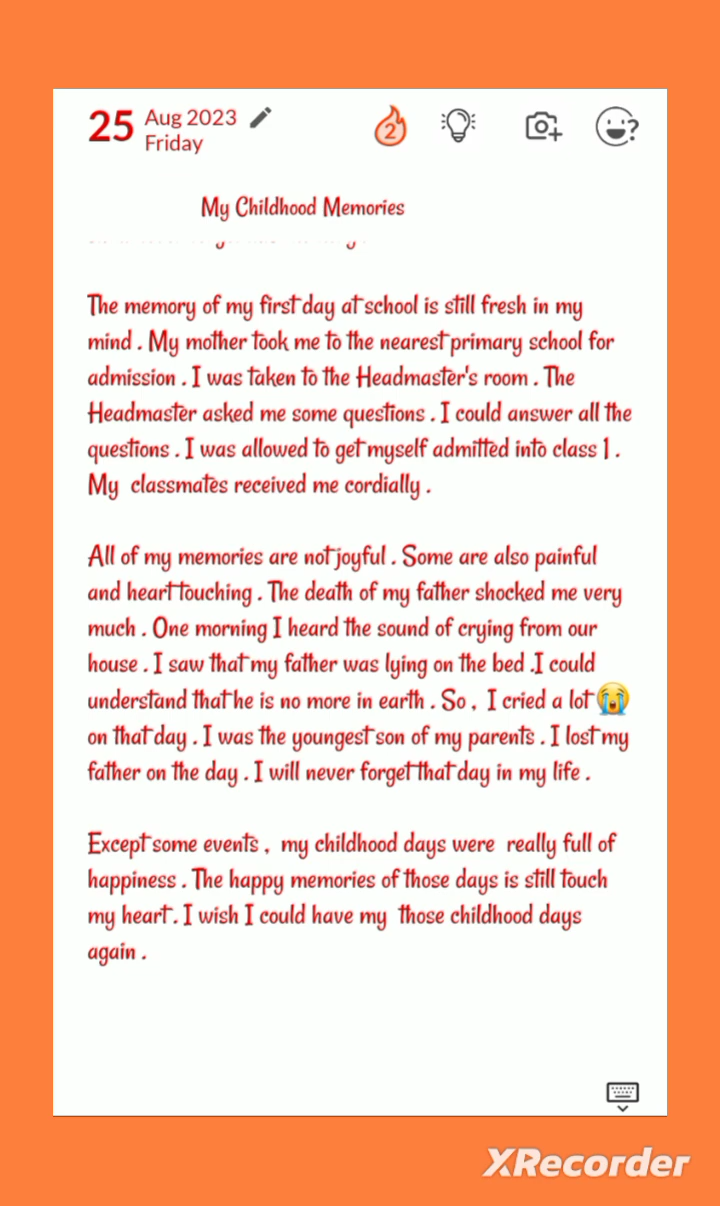 25 Aug 2023
Friday
2
?
My Childhood Memories
The memory of my first day at school is still fresh in my
mind . My mother took me to the nearest primary school for
admission . I was taken to the Headmaster's room . The
Headmaster asked me some questions . I could answer all the
questions . I was allowed to get myself admitted into class 1 .
My classmates received me cordially .
All of my memories are not joyful . Some are also painful
and heart touching . The death of my father shocked me very
much . One morning I heard the sound of crying from our
house . I saw that my father was lying on the bed .I could
understand that he is no more in earth . So , I cried a lot😭
on that day . I was the youngest son of my parents . I lost my
father on the day . I will never forget that day in my life .
Except some events , my childhood days were really full of
happiness . The happy memories of those days is still touch
my heart . I wish I could have my those childhood days
again .
XRecorder